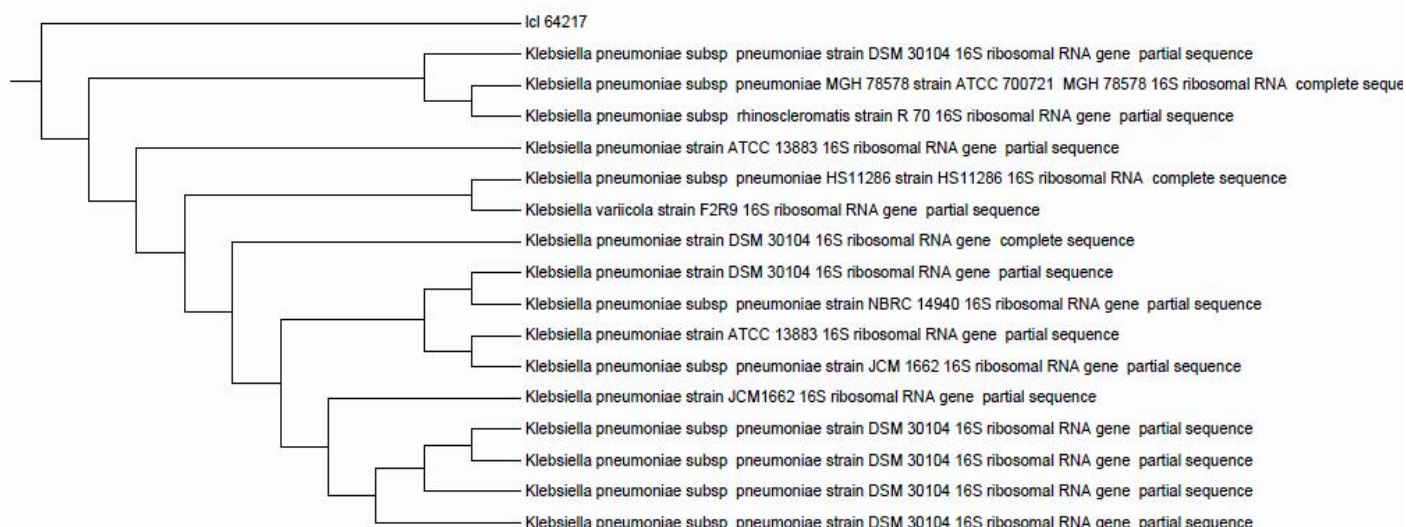 lcl 64217
Klebsiella pneumoniae subsp pneumoniae strain DSM 30104 16S ribosomal RNA gene partial sequence
Klebsiella pneumoniae subsp pneumoniae MGH 78578 strain ATCC 700721 MGH 78578 16S ribosomal RNA complete seque
Klebsiella pneumoniae subsp rhinoscleromatis strain R 70 16S ribosomal RNA gene partial sequence
Klebsiella pneumoniae strain ATCC 13883 16S ribosomal RNA gene partial sequence
Klebsiella pneumoniae subsp pneumoniae HS11286 strain HS11286 16S ribosomal RNA complete sequence
Klebsiella variicola strain F2R9 16S ribosomal RNA gene partial sequence
Klebsiella pneumoniae strain DSM 30104 16S ribosomal RNA gene complete sequence
Klebsiella pneumoniae strain DSM 30104 16S ribosomal RNA gene partial sequence
Klebsiella pneumoniae subsp pneumoniae strain NBRC 14940 16S ribosomal RNA gene partial sequence
Klebsiella pneumoniae strain ATCC 13883 16S ribosomal RNA gene partial sequence
Klebsiella pneumoniae subsp pneumoniae strain JCM 1662 16S ribosomal RNA gene partial sequence
Klebsiella pneumoniae strain JCM1662 16S ribosomal RNA gene partial sequence
Klebsiella pneumoniae subsp pneumoniae strain DSM 30104 16S ribosomal RNA gene partial sequence
Klebsiella pneumoniae subsp pneumoniae strain DSM 30104 16S ribosomal RNA gene partial sequence
Klebsiella pneumoniae subsp pneumoniae strain DSM 30104 16S ribosomal RNA gene partial sequence
Klebsiella pneumoniae subsp pneumoniae strain DSM 30104 16S ribosomal RNA gene partial sequence